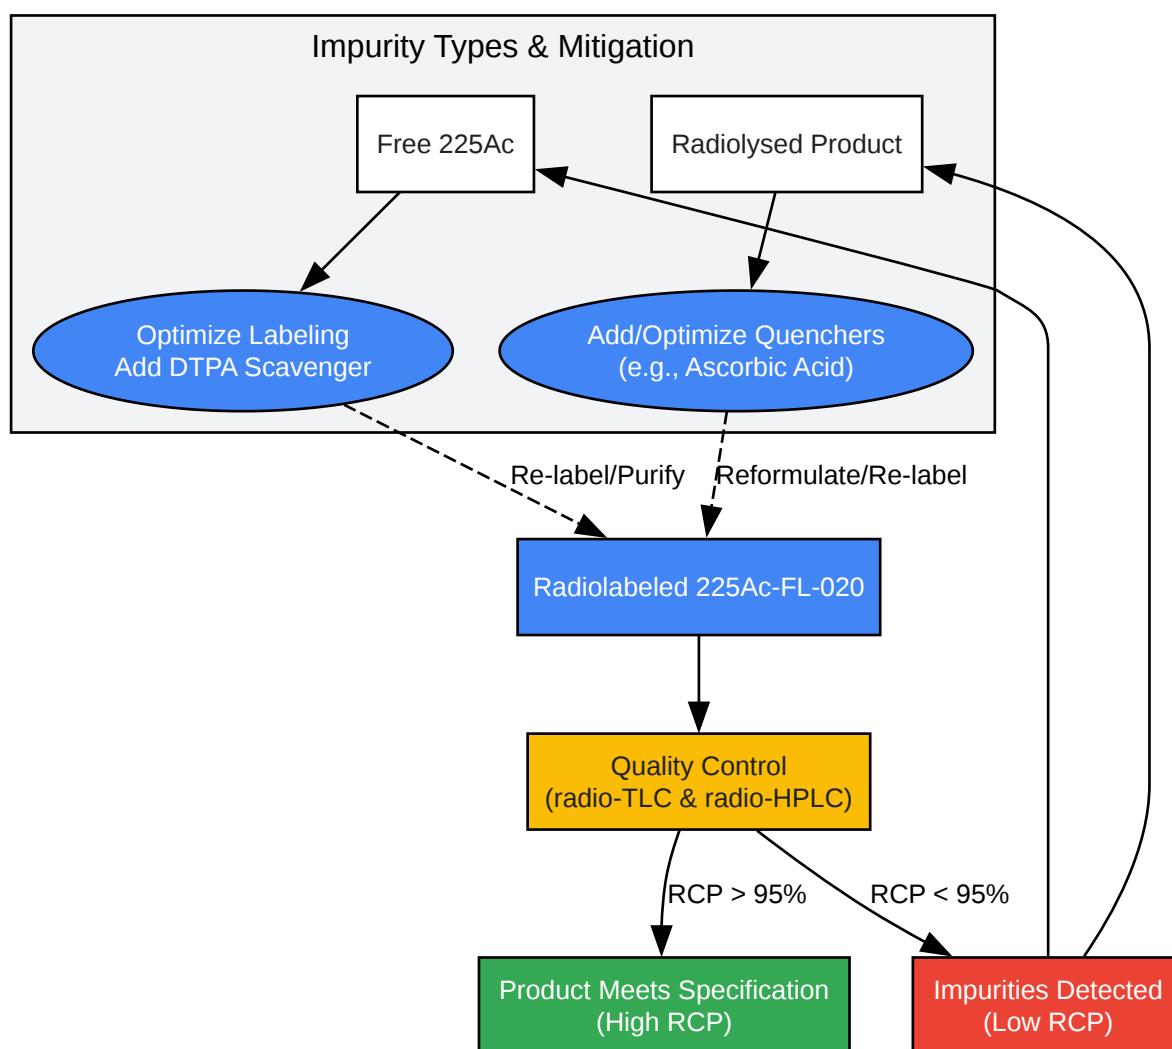 Impurity Types & Mitigation
Free 225Ac
Radiolysed Product
Optimize Labeling
Add DTPA Scavenger
Add/Optimize Quenchers
(e.g., Ascorbic Acid)
Re-label/Purify
Reformulate/Re-label
Radiolabeled 225Ac-FL-020
Quality Control
(radio-TLC & radio-HPLC)
RCP > 95%
RCP < 95%
Product Meets Specification
(High RCP)
Impurities Detected
(Low RCP)